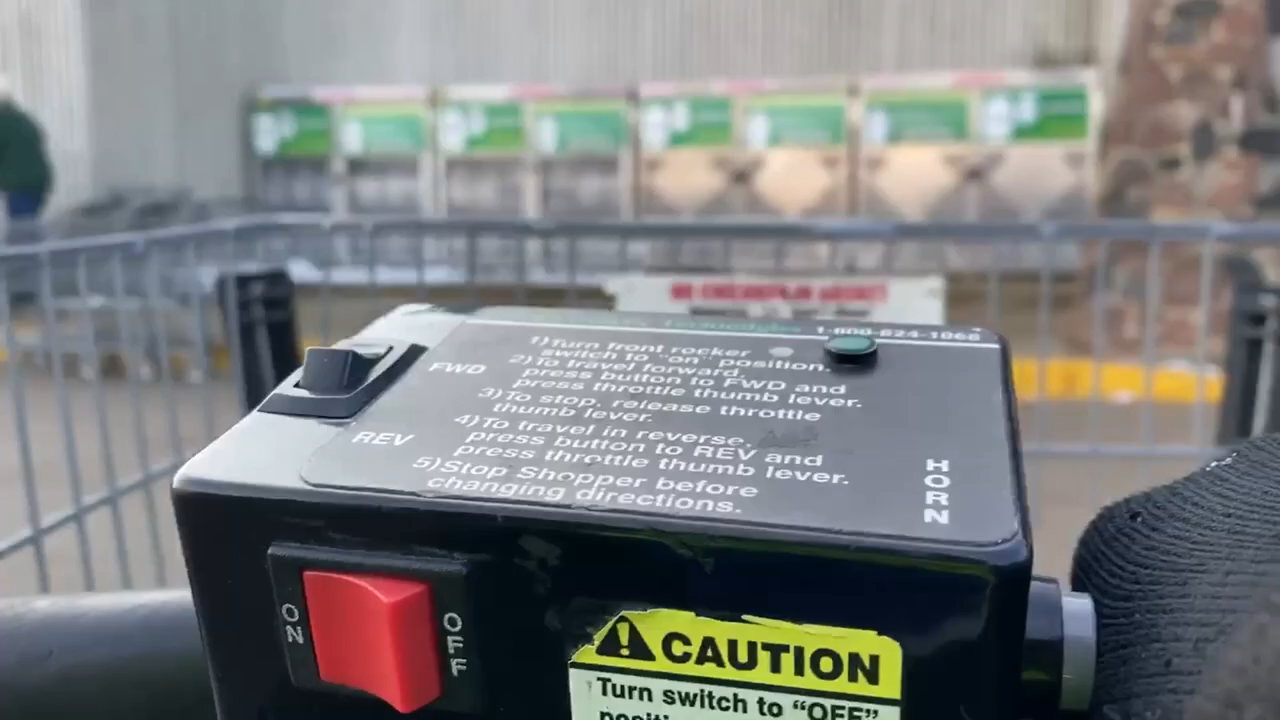 1-800-824-1068
1)Turn front rocker
switch to "on" position.
2)To travel forward,
press button to FWD and
press throttle thumb lever.
3)To stop, release throttle
thumb lever.
4)To travel in reverse,
press button to REV and
press throttle thumb lever.
5)Stop Shopper before
changing directions.
FWD
REV
HORN
ON
OFF
CAUTION
Turn switch to “OFF”